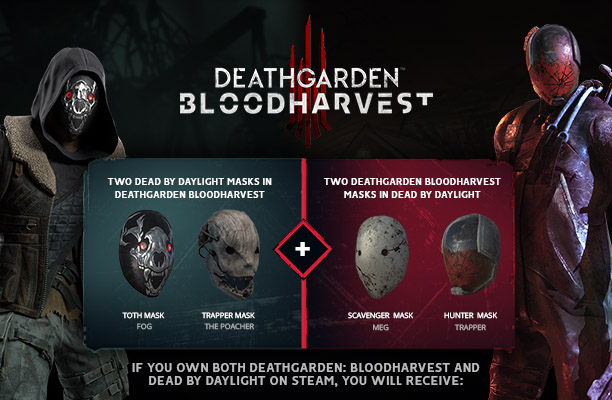 DEATHGARDEN™
BLOODHARVEST
TWO DEAD BY DAYLIGHT MASKS IN
DEATHGARDEN BLOODHARVEST
TWO DEATHGARDEN BLOODHARVEST
MASKS IN DEAD BY DAYLIGHT
+
TOTH MASK
FOG
TRAPPER MASK
THE POACHER
SCAVENGER MASK
MEG
HUNTER MASK
TRAPPER
IF YOU OWN BOTH DEATHGARDEN: BLOODHARVEST AND
DEAD BY DAYLIGHT ON STEAM, YOU WILL RECEIVE: